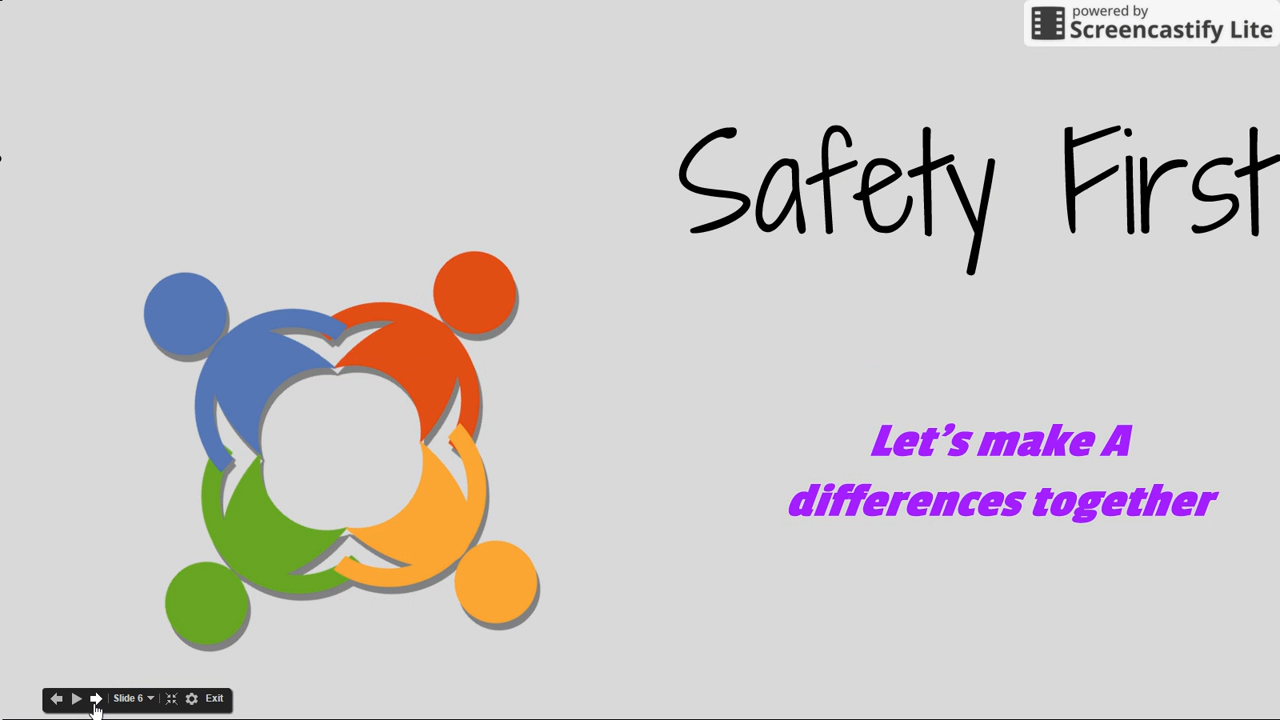 powered by
Screencastify Lite
Safety First
Let's make A
differences together
Slide 6
Exit